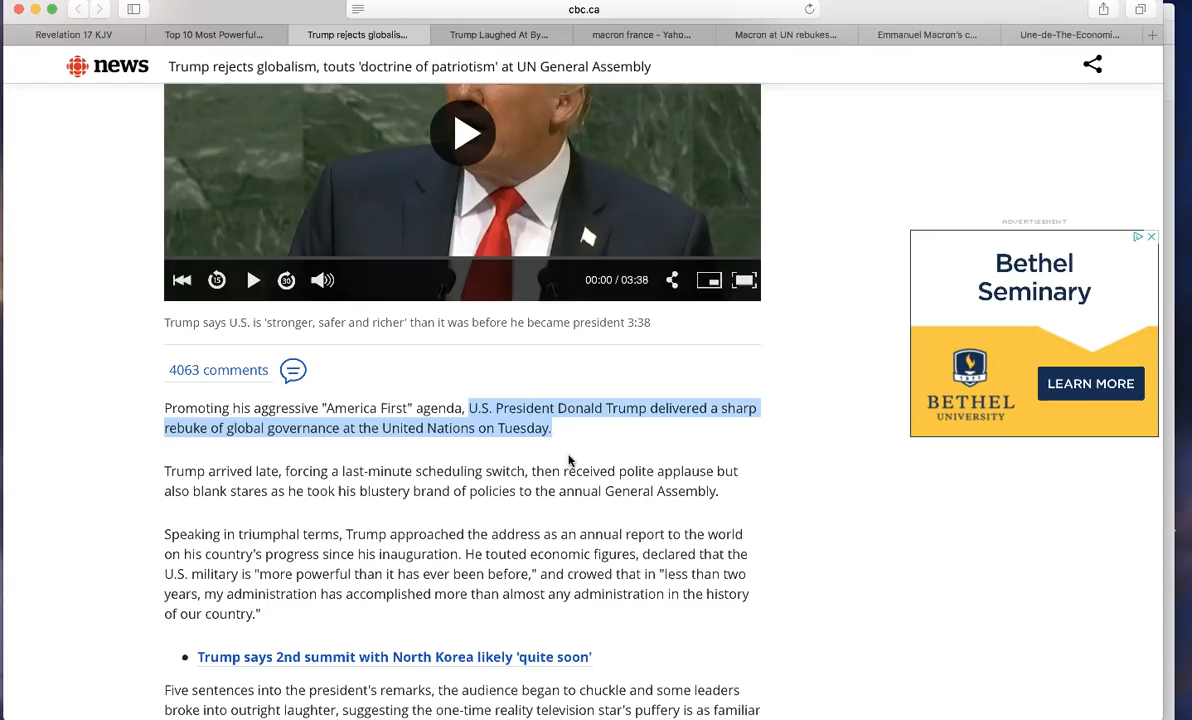 cbc.ca
Revelation 17 KJV
Top 10 Most Powerful...
Trump rejects globalis...
Trump Laughed At By...
macron france - Yaho...
Macron at UN rebukes...
Emmanuel Macron's c...
Une-de-The-Economi...
news
Trump rejects globalism, touts 'doctrine of patriotism' at UN General Assembly
15
30
00:00 / 03:38
Trump says U.S. is 'stronger, safer and richer' than it was before he became president 3:38
4063 comments
Promoting his aggressive "America First" agenda, U.S. President Donald Trump delivered a sharp
rebuke of global governance at the United Nations on Tuesday.
Trump arrived late, forcing a last-minute scheduling switch, then received polite applause but
also blank stares as he took his blustery brand of policies to the annual General Assembly.
Speaking in triumphal terms, Trump approached the address as an annual report to the world
on his country's progress since his inauguration. He touted economic figures, declared that the
U.S. military is "more powerful than it has ever been before," and crowed that in "less than two
years, my administration has accomplished more than almost any administration in the history
of our country."
• Trump says 2nd summit with North Korea likely 'quite soon'
Five sentences into the president's remarks, the audience began to chuckle and some leaders
broke into outright laughter, suggesting the one-time reality television star's puffery is as familiar
ADVERTISEMENT
Bethel
Seminary
BETHEL
UNIVERSITY
LEARN MORE